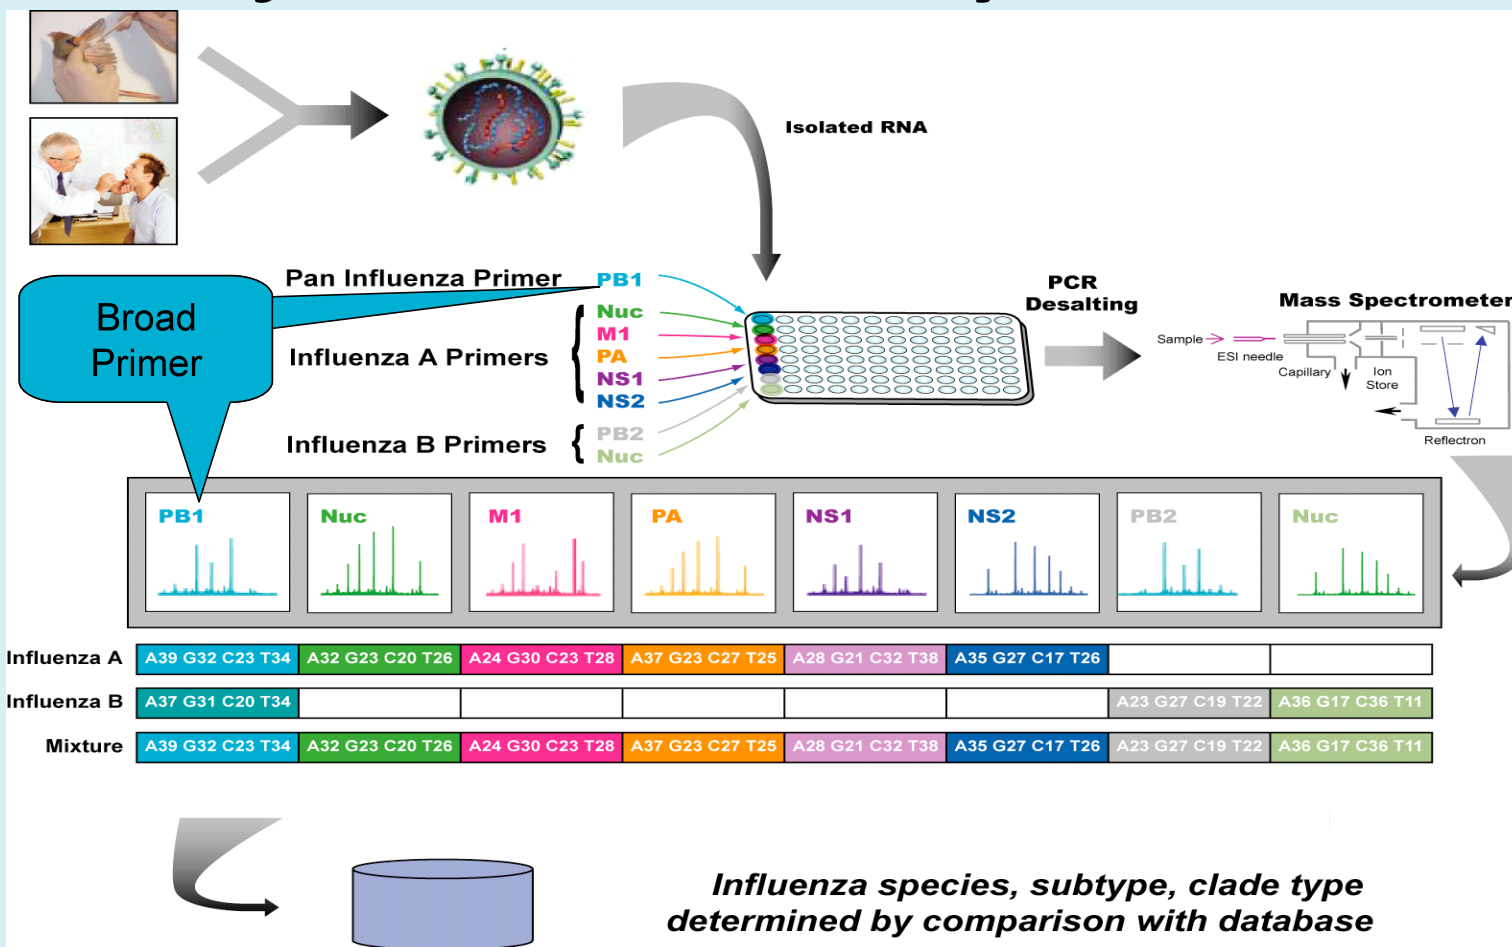 Isolated RNA
Pan Influenza Primer
PB1
Broad
Primer
Influenza A Primers
Nuc
M1
PA
NS1
NS2
Influenza B Primers
PB2
Nuc
PCR
Desalting
Mass Spectrometer
Sample
ESI needle
Capillary
Ion
Store
Reflectron
PB1 Nuc M1 PA NS1 NS2 PB2 Nuc
Influenza A A39 G32 C23 T34 A32 G23 C20 T26 A24 G30 C23 T28 A37 G23 C27 T25 A28 G21 C32 T38 A35 G27 C17 T26
Influenza B A37 G31 C20 T34 A23 G27 C19 T22 A36 G17 C36 T11
Mixture A39 G32 C23 T34 A32 G23 C20 T26 A24 G30 C23 T28 A37 G23 C27 T25 A28 G21 C32 T38 A35 G27 C17 T26 A23 G27 C19 T22 A36 G17 C36 T11
Influenza species, subtype, clade type
determined by comparison with database